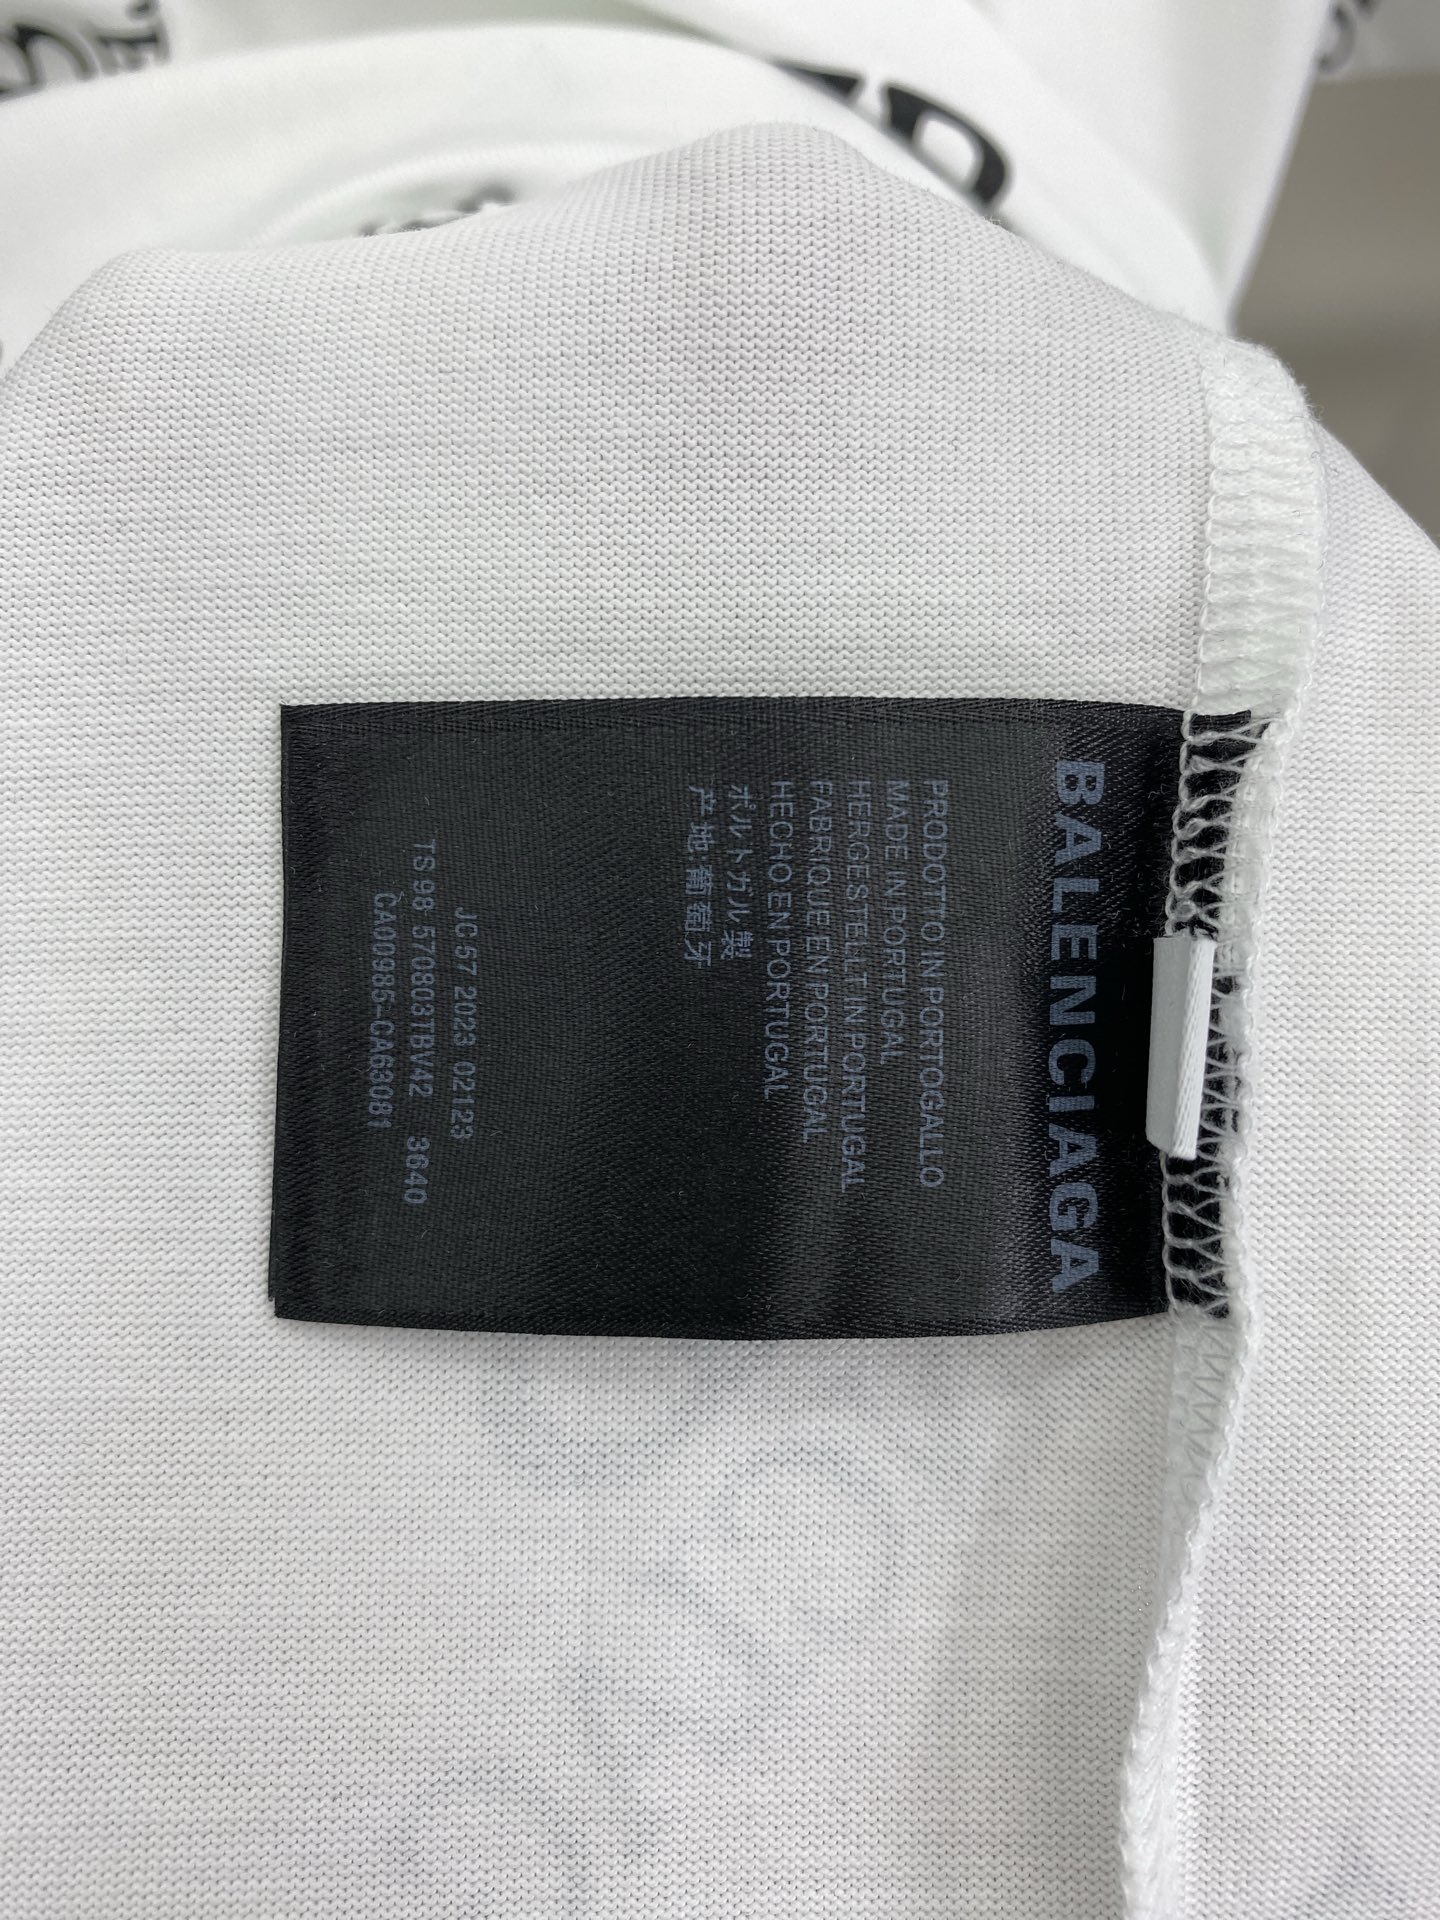 BALENCIAGA
PRODOTTO IN PORTOGALLO
MADE IN PORTUGAL
HERGESTELLT IN PORTUGAL
FABRIQUE EN PORTUGAL
HECHO EN PORTUGAL
ポルトガル製
产地:葡萄牙
JC 57 2023 02123
TS 98 570803TBV42 3640
CA00985-CA63081